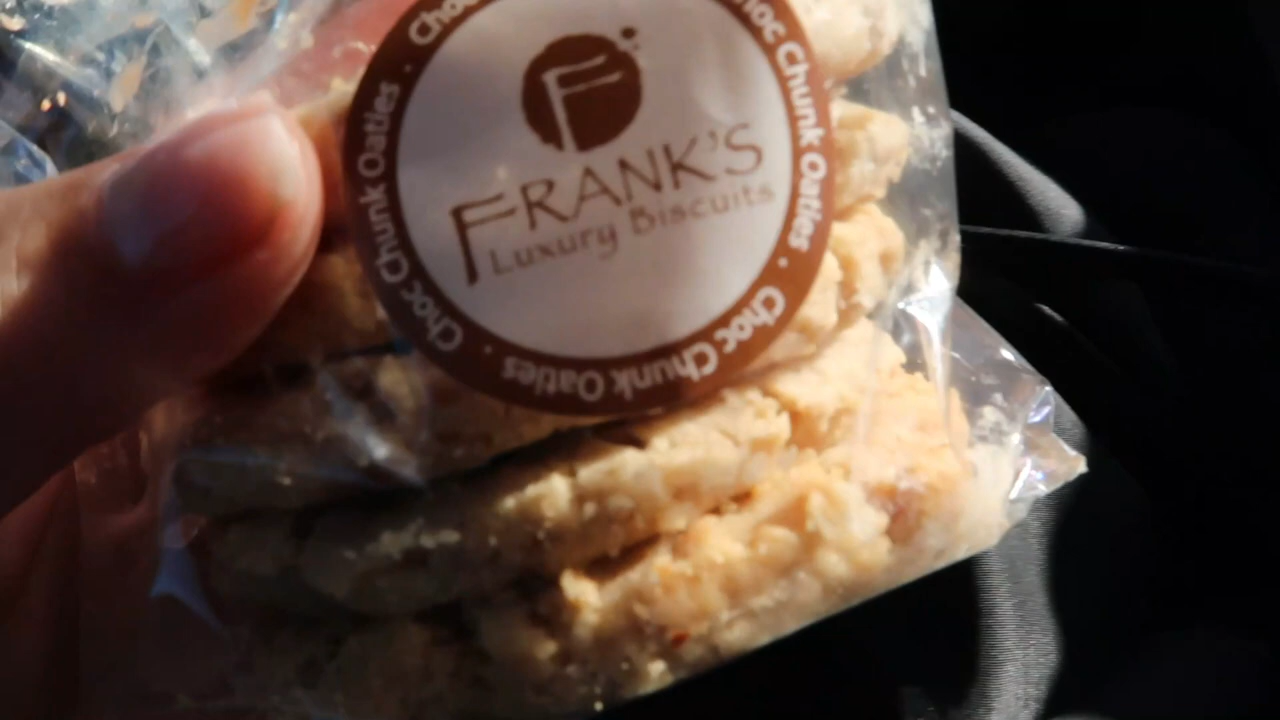 F
FRANK'S
Luxury Biscuits
Choc Chunk Oaties · Choc Chunk Oaties · Choc Chunk Oaties ·